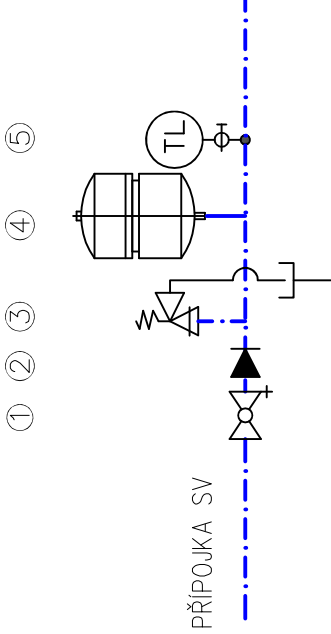 ① ② ③ ④ ⑤
TL
PŘÍPOJKA SV